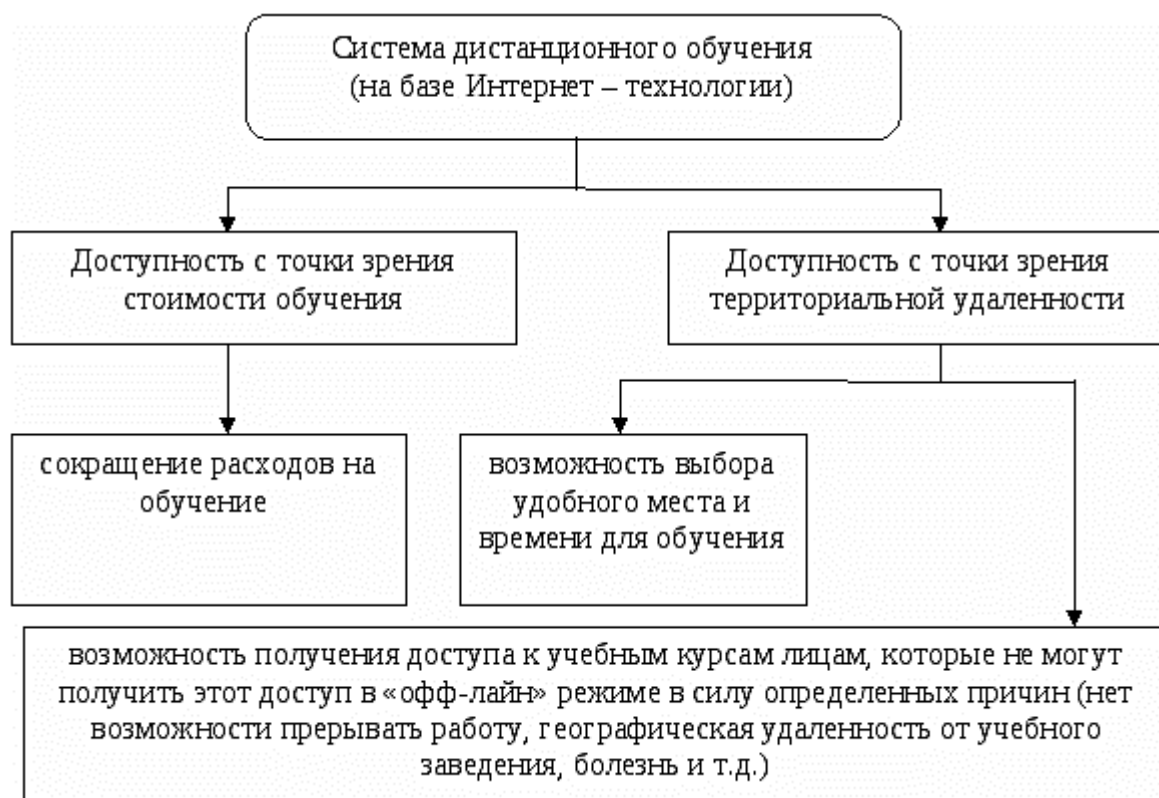 Система дистанционного обучения
(на базе Интернет – технологии)
Доступность с точки зрения
стоимости обучения
Доступность с точки зрения
территориальной удаленности
сокращение расходов на
обучение
возможность выбора
удобного места и
времени для обучения
возможность получения доступа к учебным курсам лицам, которые не могут
получить этот доступ в «офф-лайн» режиме в силу определенных причин (нет
возможности прерывать работу, географическая удаленность от учебного
заведения, болезнь и т.д.)